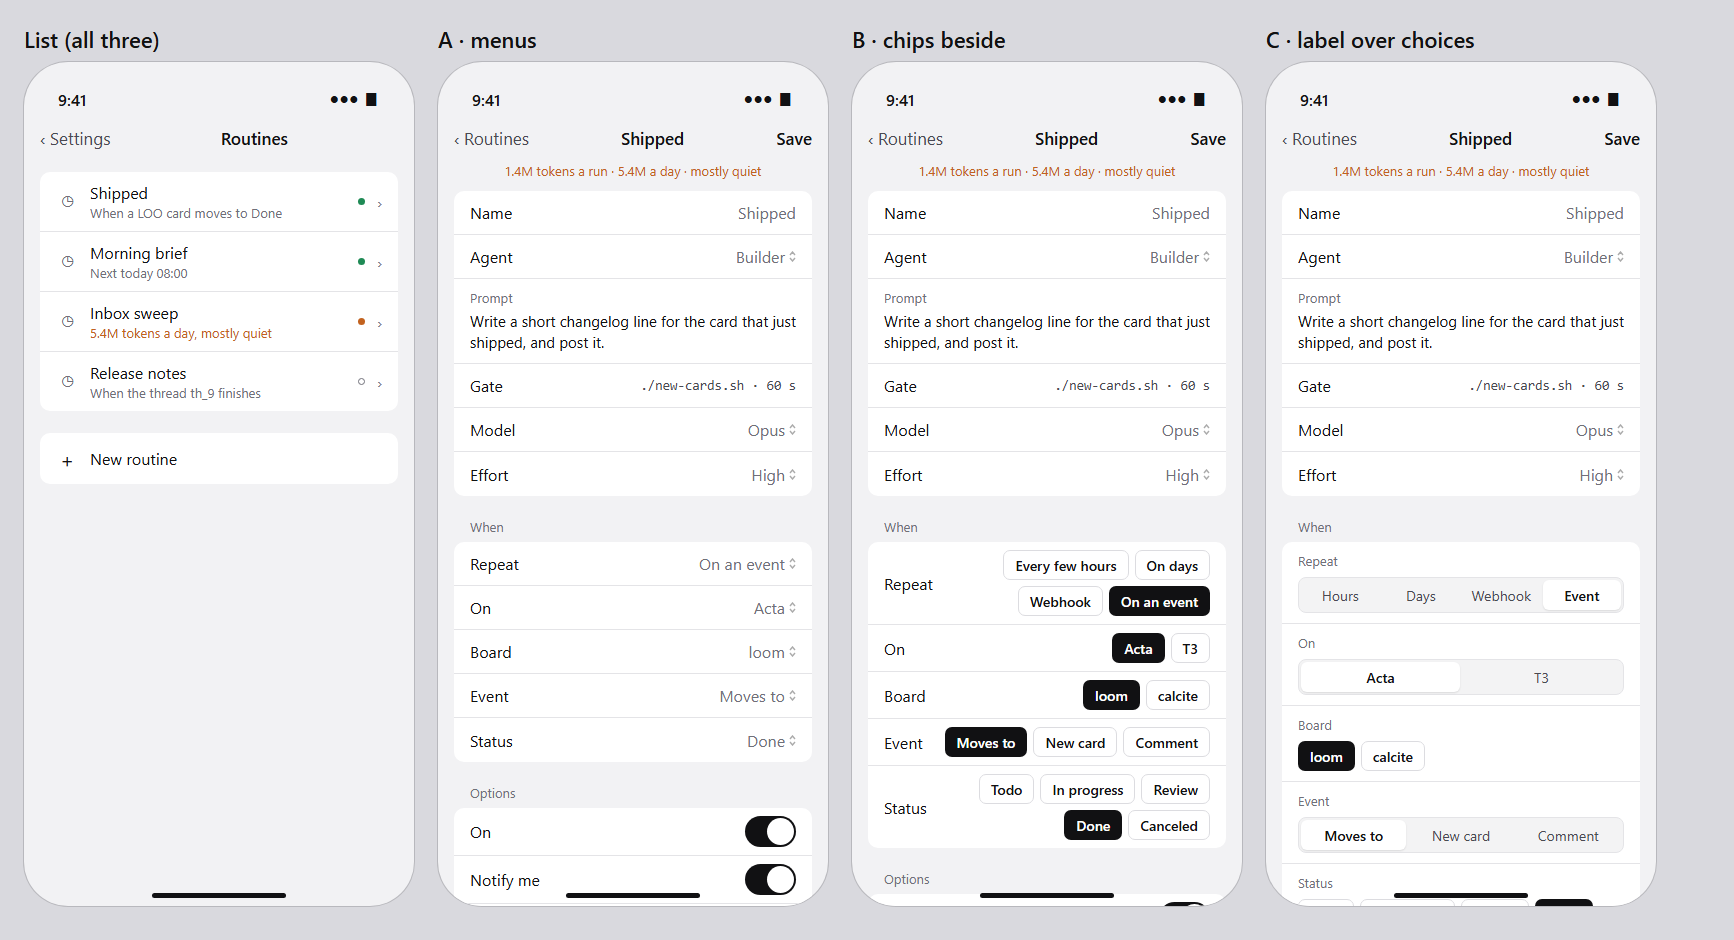 List (all three)
9:41
‹ Settings
Routines
Shipped
When a LOO card moves to Done
Morning brief
Next today 08:00
Inbox sweep
5.4M tokens a day, mostly quiet
Release notes
When the thread th_9 finishes
+ New routine
A · menus
9:41
‹ Routines
Shipped
Save
1.4M tokens a run · 5.4M a day · mostly quiet
Name Shipped
Agent Builder
Prompt
Write a short changelog line for the card that just
shipped, and post it.
Gate ./new-cards.sh · 60 s
Model Opus
Effort High
When
Repeat On an event
On Acta
Board loom
Event Moves to
Status Done
Options
On
Notify me
B · chips beside
9:41
‹ Routines
Shipped
Save
1.4M tokens a run · 5.4M a day · mostly quiet
Name Shipped
Agent Builder
Prompt
Write a short changelog line for the card that just
shipped, and post it.
Gate ./new-cards.sh · 60 s
Model Opus
Effort High
When
Repeat
Every few hours On days
Webhook On an event
On Acta T3
Board loom calcite
Event Moves to New card Comment
Status
Todo In progress Review
Done Canceled
Options
C · label over choices
9:41
‹ Routines
Shipped
Save
1.4M tokens a run · 5.4M a day · mostly quiet
Name Shipped
Agent Builder
Prompt
Write a short changelog line for the card that just
shipped, and post it.
Gate ./new-cards.sh · 60 s
Model Opus
Effort High
When
Repeat
Hours Days Webhook Event
On
Acta T3
Board
loom calcite
Event
Moves to New card Comment
Status